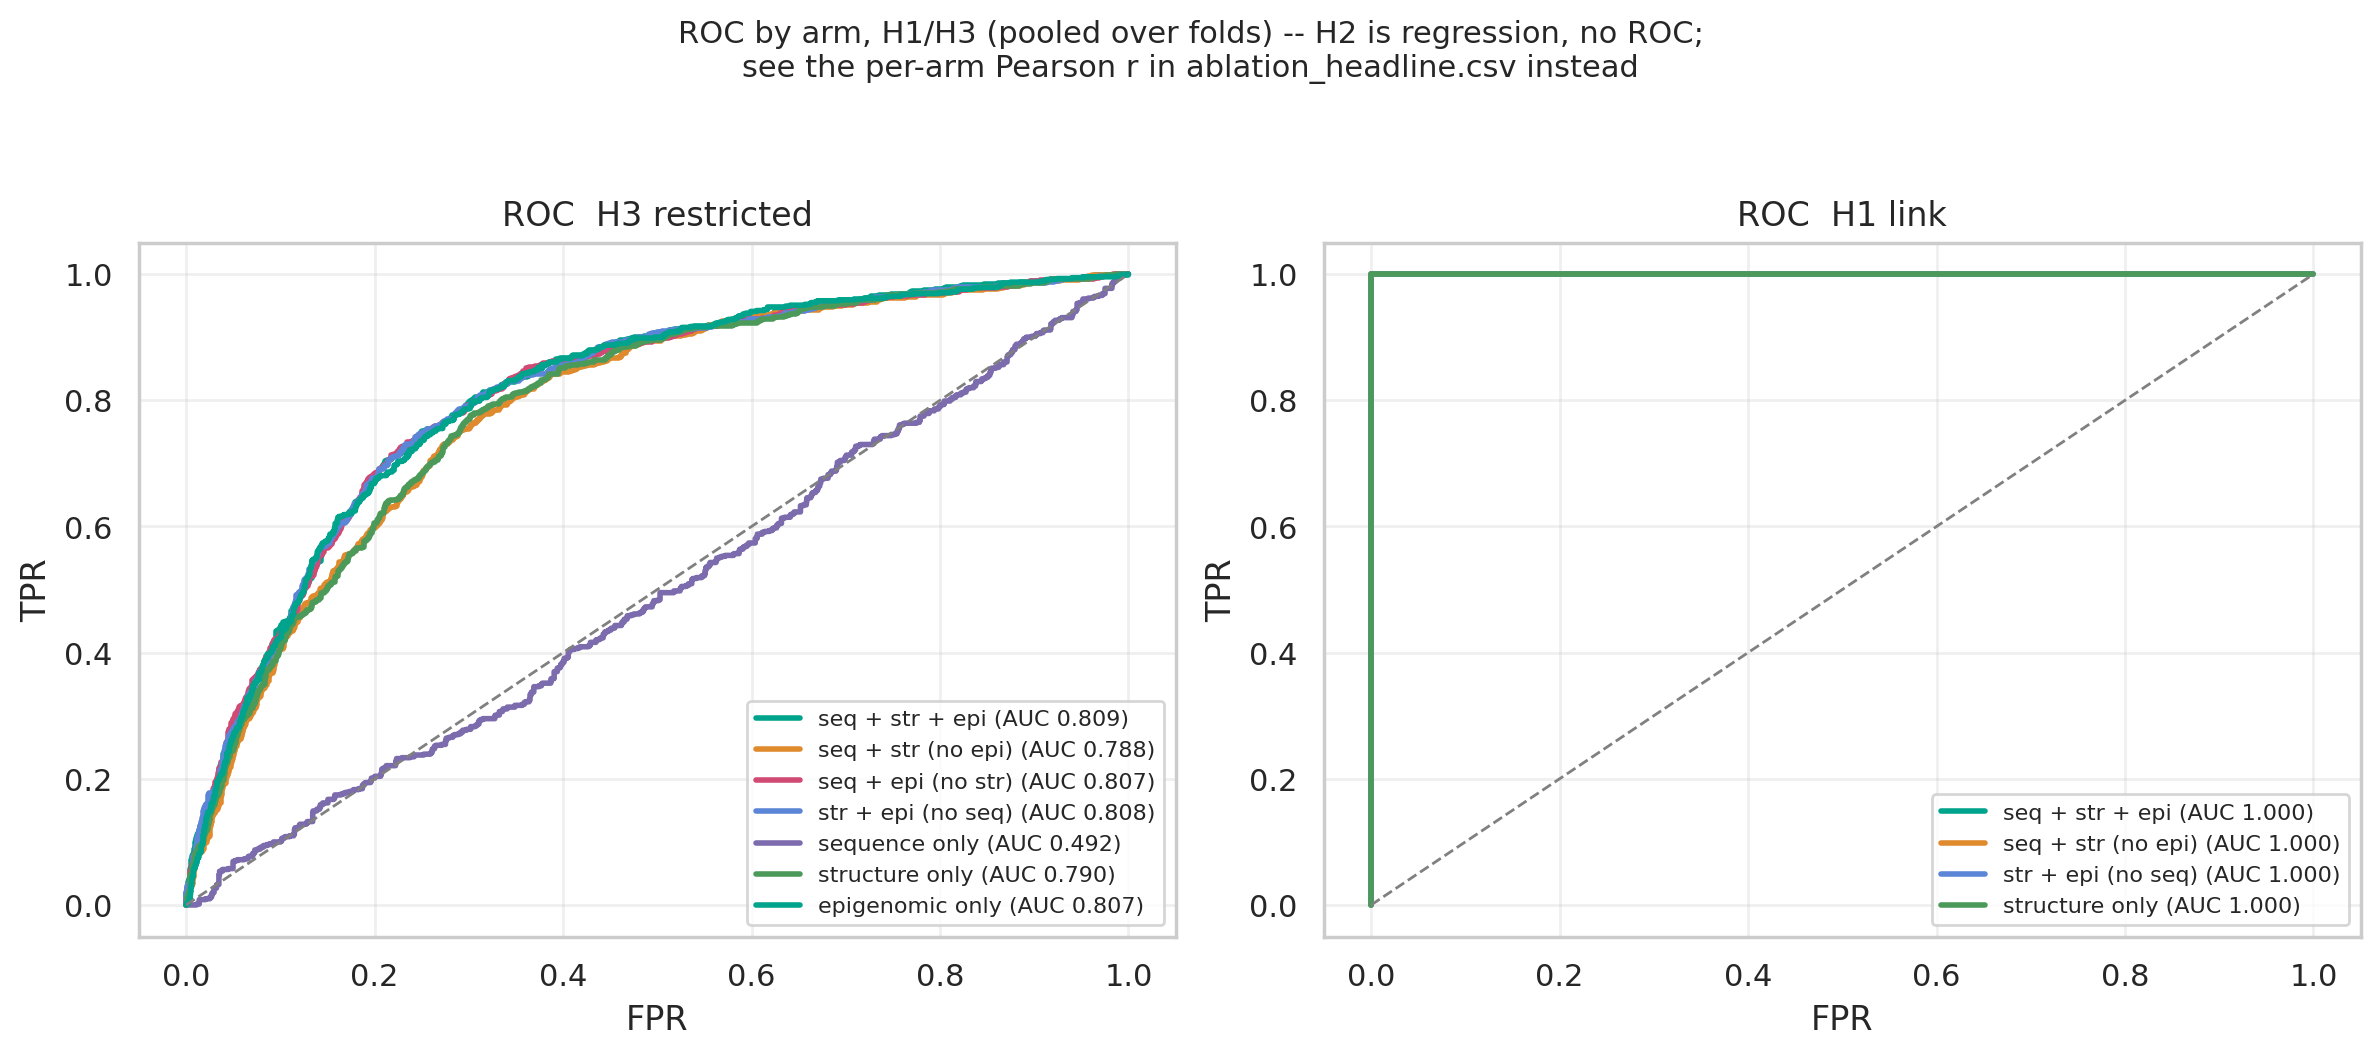 ROC by arm, H1/H3 (pooled over folds) -- H2 is regression, no ROC;
see the per-arm Pearson r in ablation_headline.csv instead
ROC  H3 restricted
TPR
1.0
0.8
0.6
0.4
0.2
0.0
seq + str + epi (AUC 0.809)
seq + str (no epi) (AUC 0.788)
seq + epi (no str) (AUC 0.807)
str + epi (no seq) (AUC 0.808)
sequence only (AUC 0.492)
structure only (AUC 0.790)
epigenomic only (AUC 0.807)
0.0 0.2 0.4 0.6 0.8 1.0
FPR
ROC  H1 link
TPR
1.0
0.8
0.6
0.4
0.2
0.0
seq + str + epi (AUC 1.000)
seq + str (no epi) (AUC 1.000)
str + epi (no seq) (AUC 1.000)
structure only (AUC 1.000)
0.0 0.2 0.4 0.6 0.8 1.0
FPR